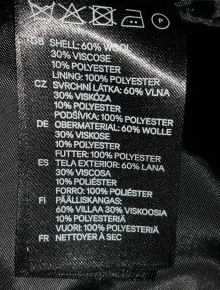 GB SHELL: 60% WOOL
30% VISCOSE
10% POLYESTER
LINING: 100% POLYESTER
CZ SVRCHNÍ LÁTKA: 60% VLNA
30% VISKÓZA
10% POLYESTER
PODŠÍVKA: 100% POLYESTER
DE OBERMATERIAL: 60% WOLLE
30% VISKOSE
10% POLYESTER
FUTTER: 100% POLYESTER
ES TELA EXTERIOR: 60% LANA
30% VISCOSA
10% POLIÉSTER
FORRO: 100% POLIÉSTER
FI PÄÄLLISKANGAS:
60% VILLAA 30% VISKOOSIA
10% POLYESTERIÄ
VUORI: 100% POLYESTERIÄ
FR NETTOYER À SEC